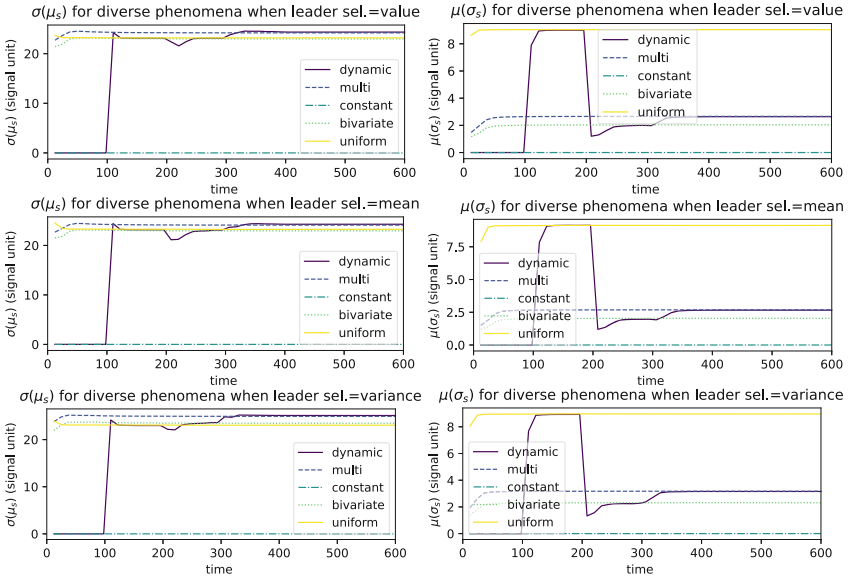 σ(μₛ) for diverse phenomena when leader sel.=value
σ(μₛ) (signal unit)
20
10
0
dynamic
multi
constant
bivariate
uniform
0 100 200 300 400 500 600
time
μ(σₛ) for diverse phenomena when leader sel.=value
μ(σₛ) (signal unit)
8
6
4
2
0
dynamic
multi
constant
bivariate
uniform
0 100 200 300 400 500 600
time
σ(μₛ) for diverse phenomena when leader sel.=mean
σ(μₛ) (signal unit)
20
10
0
dynamic
multi
constant
bivariate
uniform
0 100 200 300 400 500 600
time
μ(σₛ) for diverse phenomena when leader sel.=mean
μ(σₛ) (signal unit)
7.5
5.0
2.5
0.0
dynamic
multi
constant
bivariate
uniform
0 100 200 300 400 500 600
time
σ(μₛ) for diverse phenomena when leader sel.=variance
σ(μₛ) (signal unit)
20
10
0
dynamic
multi
constant
bivariate
uniform
0 100 200 300 400 500 600
time
μ(σₛ) for diverse phenomena when leader sel.=variance
μ(σₛ) (signal unit)
8
6
4
2
0
dynamic
multi
constant
bivariate
uniform
0 100 200 300 400 500 600
time